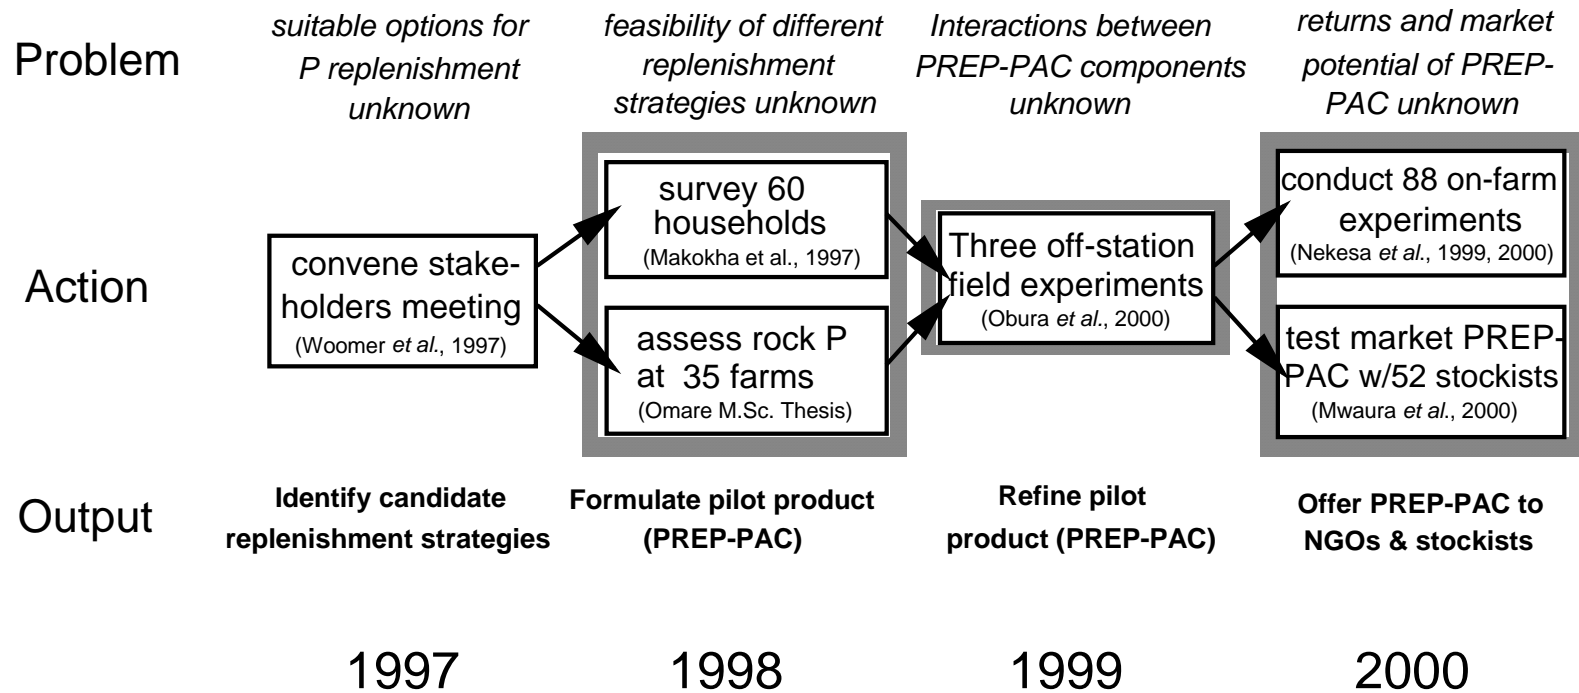 Problem
suitable options for
P replenishment
unknown
feasibility of different
replenishment
strategies unknown
Interactions between
PREP-PAC components
unknown
returns and market
potential of PREP-
PAC unknown
Action
convene stake-
holders meeting
(Woomer et al., 1997)
survey 60
households
(Makokha et al., 1997)
assess rock P
at 35 farms
(Omare M.Sc. Thesis)
Three off-station
field experiments
(Obura et al., 2000)
conduct 88 on-farm
experiments
(Nekesa et al., 1999, 2000)
test market PREP-
PAC w/52 stockists
(Mwaura et al., 2000)
Output
Identify candidate
replenishment strategies
Formulate pilot product
(PREP-PAC)
Refine pilot
product (PREP-PAC)
Offer PREP-PAC to
NGOs & stockists
1997
1998
1999
2000